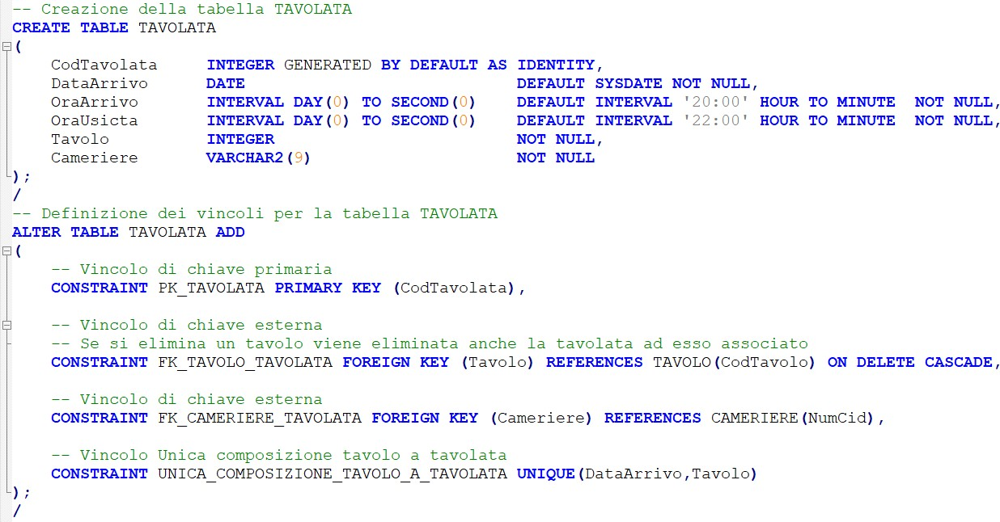 -- Creazione della tabella TAVOLATA
CREATE TABLE TAVOLATA
(
CodTavolata INTEGER GENERATED BY DEFAULT AS IDENTITY,
DataArrivo DATE DEFAULT SYSDATE NOT NULL,
OraArrivo INTERVAL DAY(0) TO SECOND(0) DEFAULT INTERVAL '20:00' HOUR TO MINUTE NOT NULL,
OraUsicta INTERVAL DAY(0) TO SECOND(0) DEFAULT INTERVAL '22:00' HOUR TO MINUTE NOT NULL,
Tavolo INTEGER NOT NULL,
Cameriere VARCHAR2(9) NOT NULL
);
/
-- Definizione dei vincoli per la tabella TAVOLATA
ALTER TABLE TAVOLATA ADD
(
-- Vincolo di chiave primaria
CONSTRAINT PK_TAVOLATA PRIMARY KEY (CodTavolata),
-- Vincolo di chiave esterna
-- Se si elimina un tavolo viene eliminata anche la tavolata ad esso associato
CONSTRAINT FK_TAVOLO_TAVOLATA FOREIGN KEY (Tavolo) REFERENCES TAVOLO(CodTavolo) ON DELETE CASCADE,
-- Vincolo di chiave esterna
CONSTRAINT FK_CAMERIERE_TAVOLATA FOREIGN KEY (Cameriere) REFERENCES CAMERIERE(NumCid),
-- Vincolo Unica composizione tavolo a tavolata
CONSTRAINT UNICA_COMPOSIZIONE_TAVOLO_A_TAVOLATA UNIQUE(DataArrivo,Tavolo)
);
/